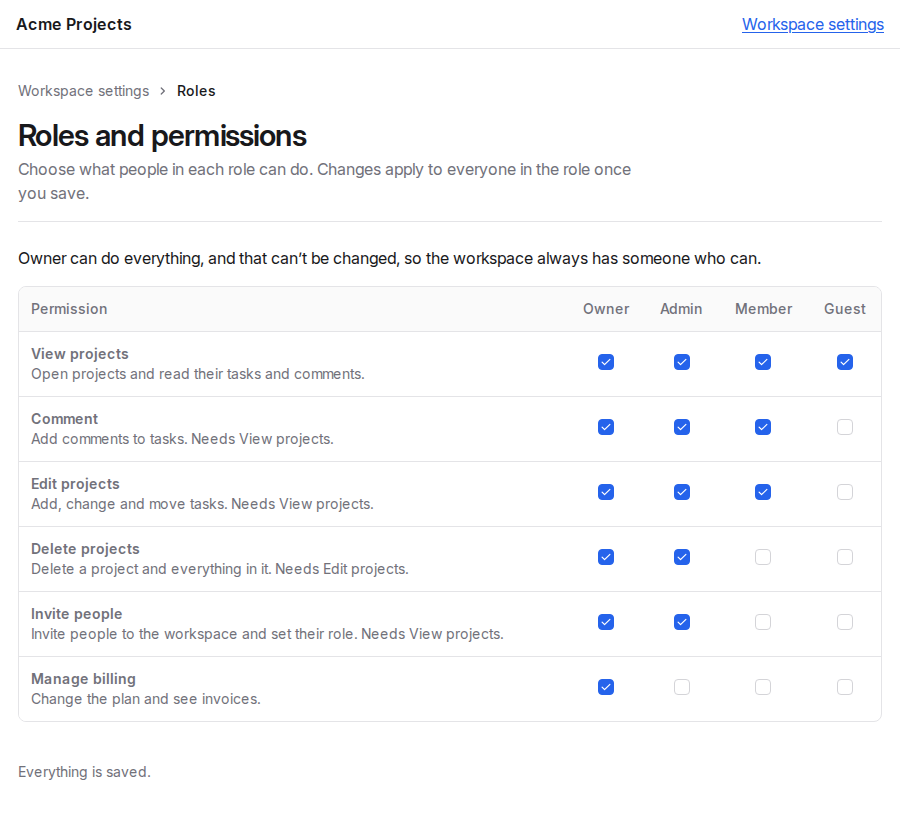 Acme Projects
Workspace settings
Workspace settings
Roles
Roles and permissions
Choose what people in each role can do. Changes apply to everyone in the role once
you save.
Owner can do everything, and that can’t be changed, so the workspace always has someone who can.
Permission Owner Admin Member Guest
View projects
Open projects and read their tasks and comments.
Comment
Add comments to tasks. Needs View projects.
Edit projects
Add, change and move tasks. Needs View projects.
Delete projects
Delete a project and everything in it. Needs Edit projects.
Invite people
Invite people to the workspace and set their role. Needs View projects.
Manage billing
Change the plan and see invoices.
Everything is saved.